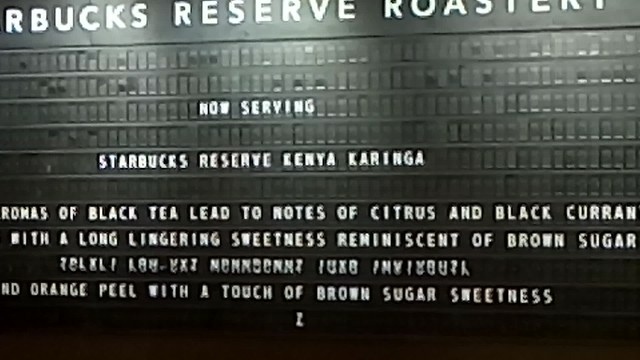 RBUCKS RESERVE ROASTERY
NOW SERVING
STARBUCKS RESERVE KENYA KARINGA
ROMAS OF BLACK TEA LEAD TO NOTES OF CITRUS AND BLACK CURRAN
WITH A LONG LINGERING SWEETNESS REMINISCENT OF BROWN SUGAR
ND ORANGE PEEL WITH A TOUCH OF BROWN SUGAR SWEETNESS
Z